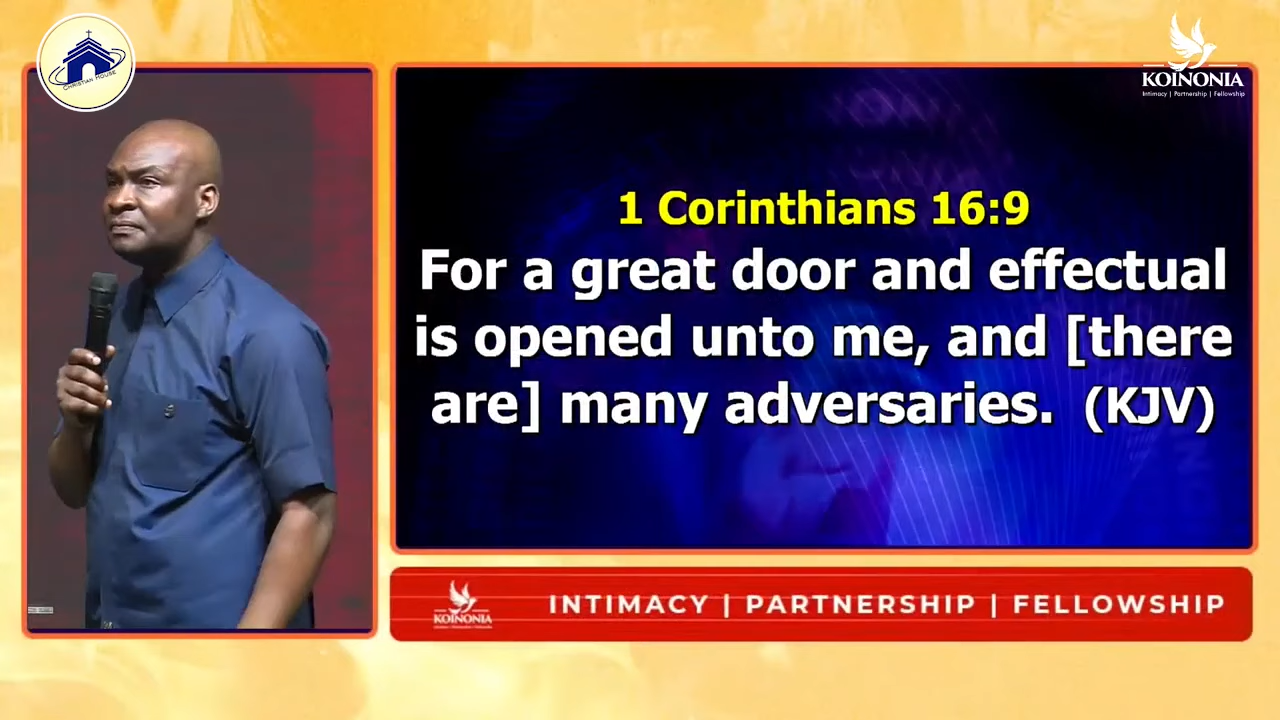 CHRISTIAN HOUSE
KOINONIA
Intimacy | Partnership | Fellowship
1 Corinthians 16:9
For a great door and effectual
is opened unto me, and [there
are] many adversaries. (KJV)
KOINONIA
INTIMACY | PARTNERSHIP | FELLOWSHIP